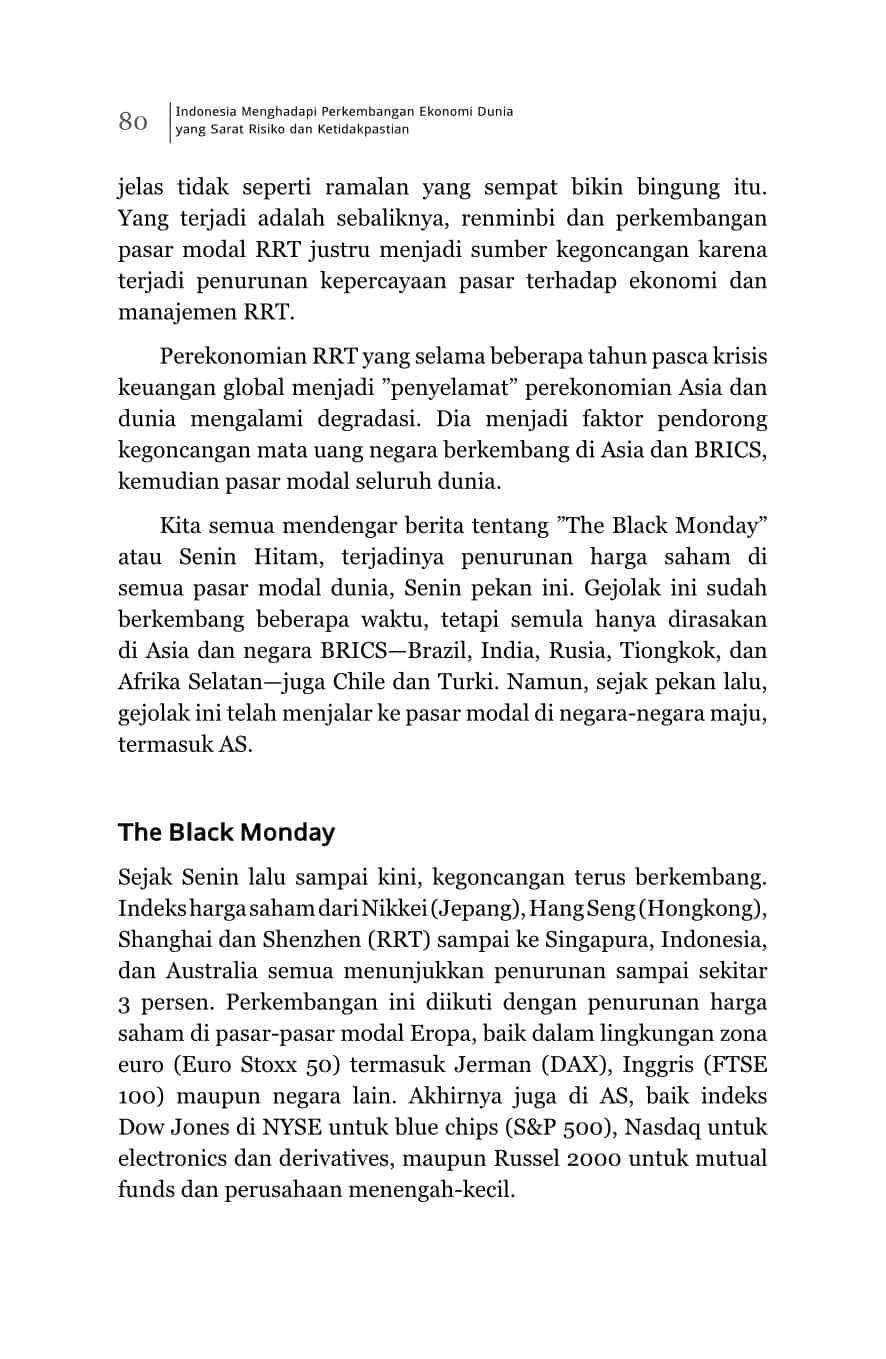 80
Indonesia Menghadapi Perkembangan Ekonomi Dunia
yang Sarat Risiko dan Ketidakpastian
jelas tidak seperti ramalan yang sempat bikin bingung itu.
Yang terjadi adalah sebaliknya, renminbi dan perkembangan
pasar modal RRT justru menjadi sumber kegoncangan karena
terjadi penurunan kepercayaan pasar terhadap ekonomi dan
manajemen RRT.
Perekonomian RRT yang selama beberapa tahun pasca krisis
keuangan global menjadi ”penyelamat” perekonomian Asia dan
dunia mengalami degradasi. Dia menjadi faktor pendorong
kegoncangan mata uang negara berkembang di Asia dan BRICS,
kemudian pasar modal seluruh dunia.
Kita semua mendengar berita tentang ”The Black Monday”
atau Senin Hitam, terjadinya penurunan harga saham di
semua pasar modal dunia, Senin pekan ini. Gejolak ini sudah
berkembang beberapa waktu, tetapi semula hanya dirasakan
di Asia dan negara BRICS—Brazil, India, Rusia, Tiongkok, dan
Afrika Selatan—juga Chile dan Turki. Namun, sejak pekan lalu,
gejolak ini telah menjalar ke pasar modal di negara-negara maju,
termasuk AS.
The Black Monday
Sejak Senin lalu sampai kini, kegoncangan terus berkembang.
Indeks harga saham dari Nikkei (Jepang), Hang Seng (Hongkong),
Shanghai dan Shenzhen (RRT) sampai ke Singapura, Indonesia,
dan Australia semua menunjukkan penurunan sampai sekitar
3 persen. Perkembangan ini diikuti dengan penurunan harga
saham di pasar-pasar modal Eropa, baik dalam lingkungan zona
euro (Euro Stoxx 50) termasuk Jerman (DAX), Inggris (FTSE
100) maupun negara lain. Akhirnya juga di AS, baik indeks
Dow Jones di NYSE untuk blue chips (S&P 500), Nasdaq untuk
electronics dan derivatives, maupun Russel 2000 untuk mutual
funds dan perusahaan menengah-kecil.